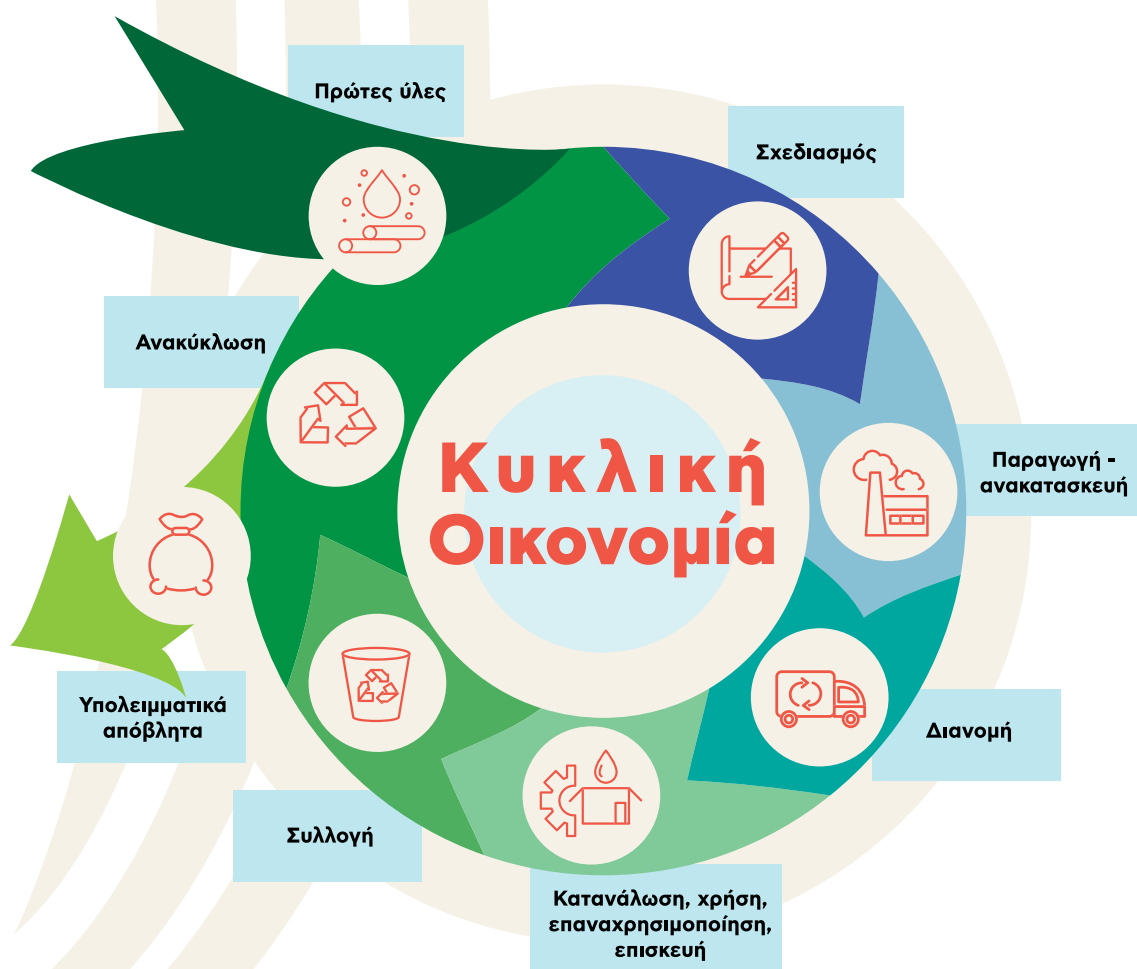 Πρώτες ύλες
Σχεδιασμός
Ανακύκλωση
Κυκλική
Οικονομία
Παραγωγή -
ανακατασκευή
Υπολειμματικά
απόβλητα
Διανομή
Συλλογή
Κατανάλωση, χρήση,
επαναχρησιμοποίηση,
επισκευή